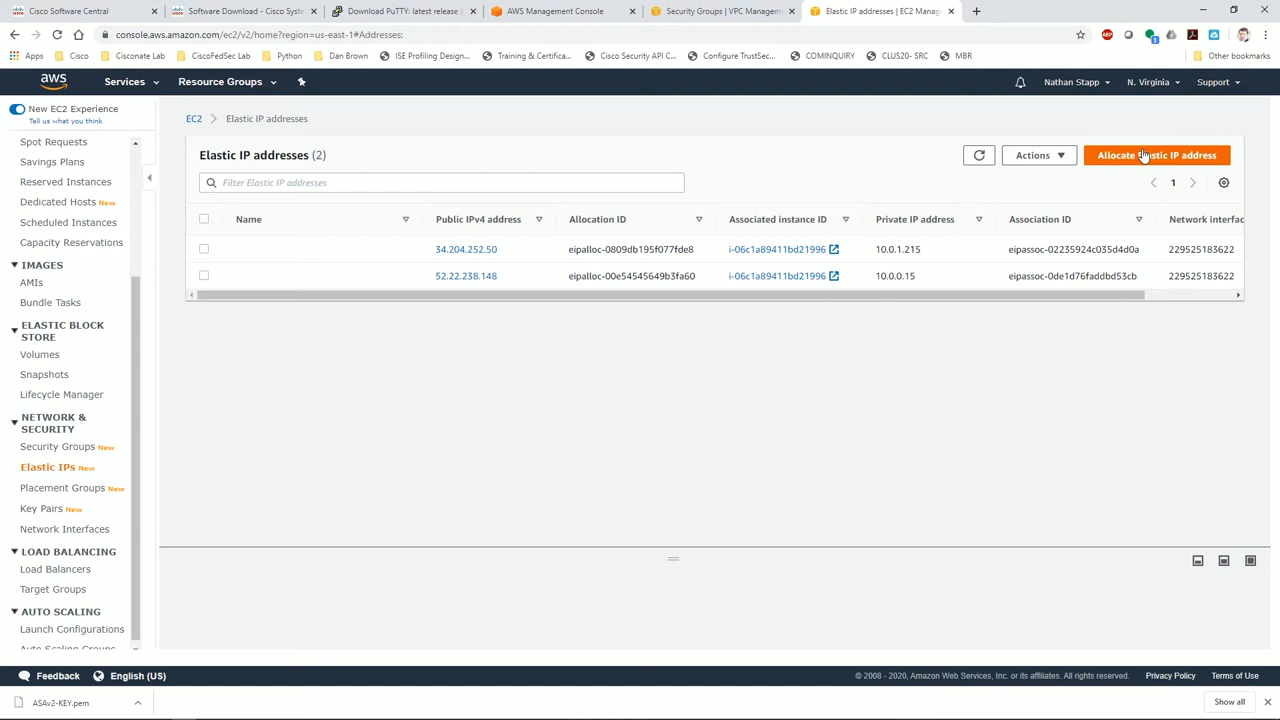 Cisco Software Central
Software Download - Cisco Syste
Download PuTTY: latest release
AWS Management Console
Security Groups | VPC Manageme
Elastic IP addresses | EC2 Manage
console.aws.amazon.com/ec2/v2/home?region=us-east-1#Addresses:
Apps
Cisco
Cisconate Lab
CiscoFedSec Lab
Python
Dan Brown
ISE Profiling Design...
Training & Certifica...
Cisco Security API C...
Configure TrustSec...
COMINQUIRY
CLUS20- SRC
MBR
Other bookmarks
aws
Services
Resource Groups
Nathan Stapp
N. Virginia
Support
New EC2 Experience
Tell us what you think
Spot Requests
Savings Plans
Reserved Instances
Dedicated Hosts New
Scheduled Instances
Capacity Reservations
IMAGES
AMIs
Bundle Tasks
ELASTIC BLOCK
STORE
Volumes
Snapshots
Lifecycle Manager
NETWORK &
SECURITY
Security Groups New
Elastic IPs New
Placement Groups New
Key Pairs New
Network Interfaces
LOAD BALANCING
Load Balancers
Target Groups
AUTO SCALING
Launch Configurations
Auto Scaling Groups
EC2 > Elastic IP addresses
Elastic IP addresses (2)
Actions
Allocate Elastic IP address
Filter Elastic IP addresses
1
Name Public IPv4 address Allocation ID Associated instance ID Private IP address Association ID Network interfac
34.204.252.50 eipalloc-0809db195f077fde8 i-06c1a89411bd21996 10.0.1.215 eipassoc-02235924c035d4d0a 229525183622
52.22.238.148 eipalloc-00e54545649b3fa60 i-06c1a89411bd21996 10.0.0.15 eipassoc-0de1d76faddbd53cb 229525183622
Feedback
English (US)
© 2008 - 2020, Amazon Web Services, Inc. or its affiliates. All rights reserved.
Privacy Policy
Terms of Use
ASAv2-KEY.pem
Show all